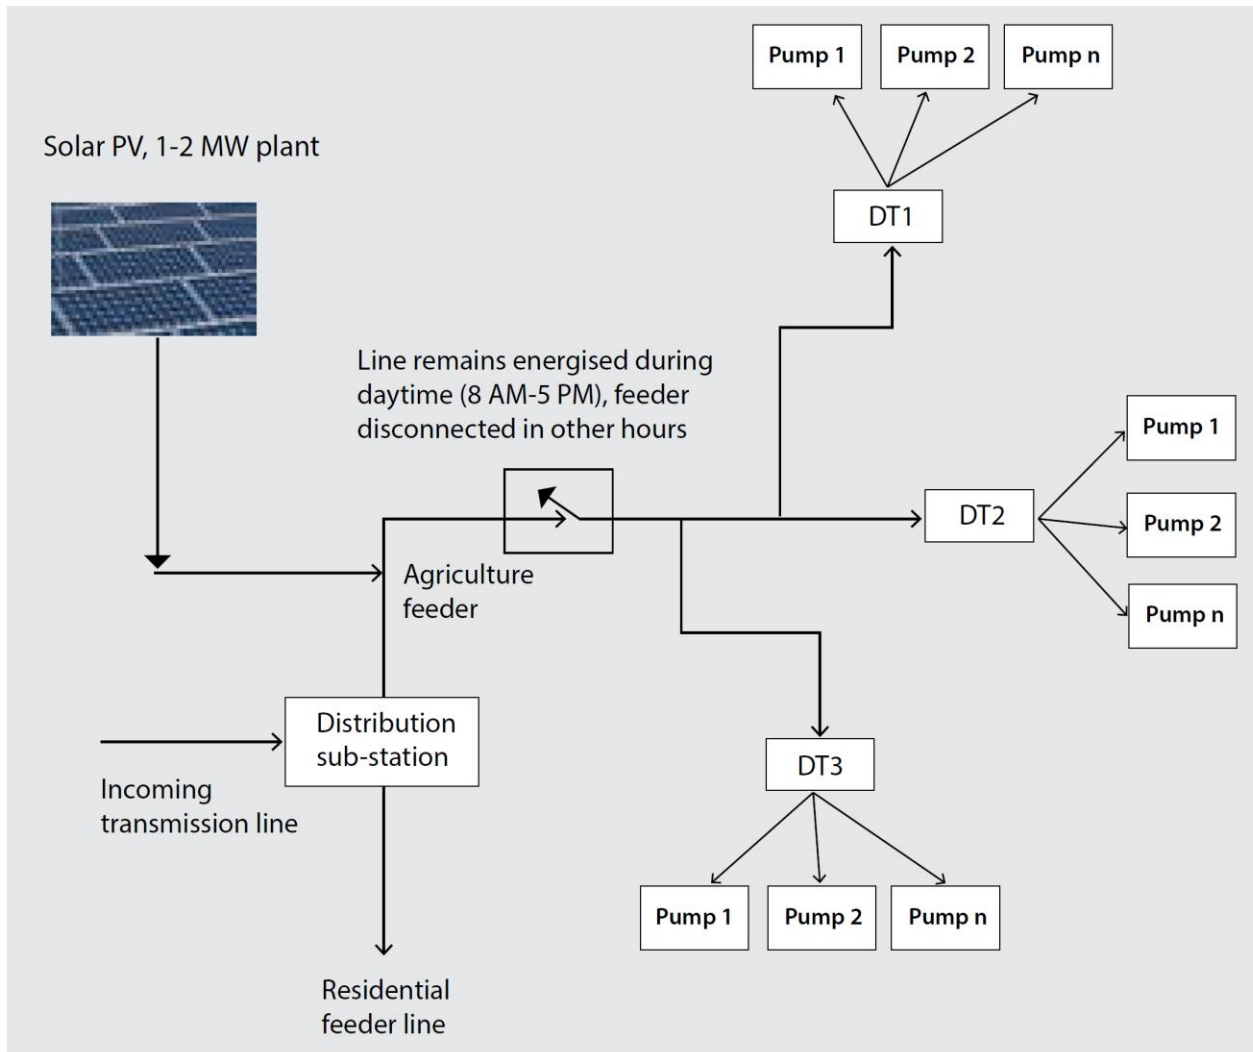 Pump 1
Pump 2
Pump n
Solar PV, 1-2 MW plant
DT1
Line remains energised during
daytime (8 AM-5 PM), feeder
disconnected in other hours
Pump 1
DT2
Pump 2
Agriculture
feeder
Pump n
Distribution
sub-station
DT3
Incoming
transmission line
Pump 1
Pump 2
Pump n
Residential
feeder line